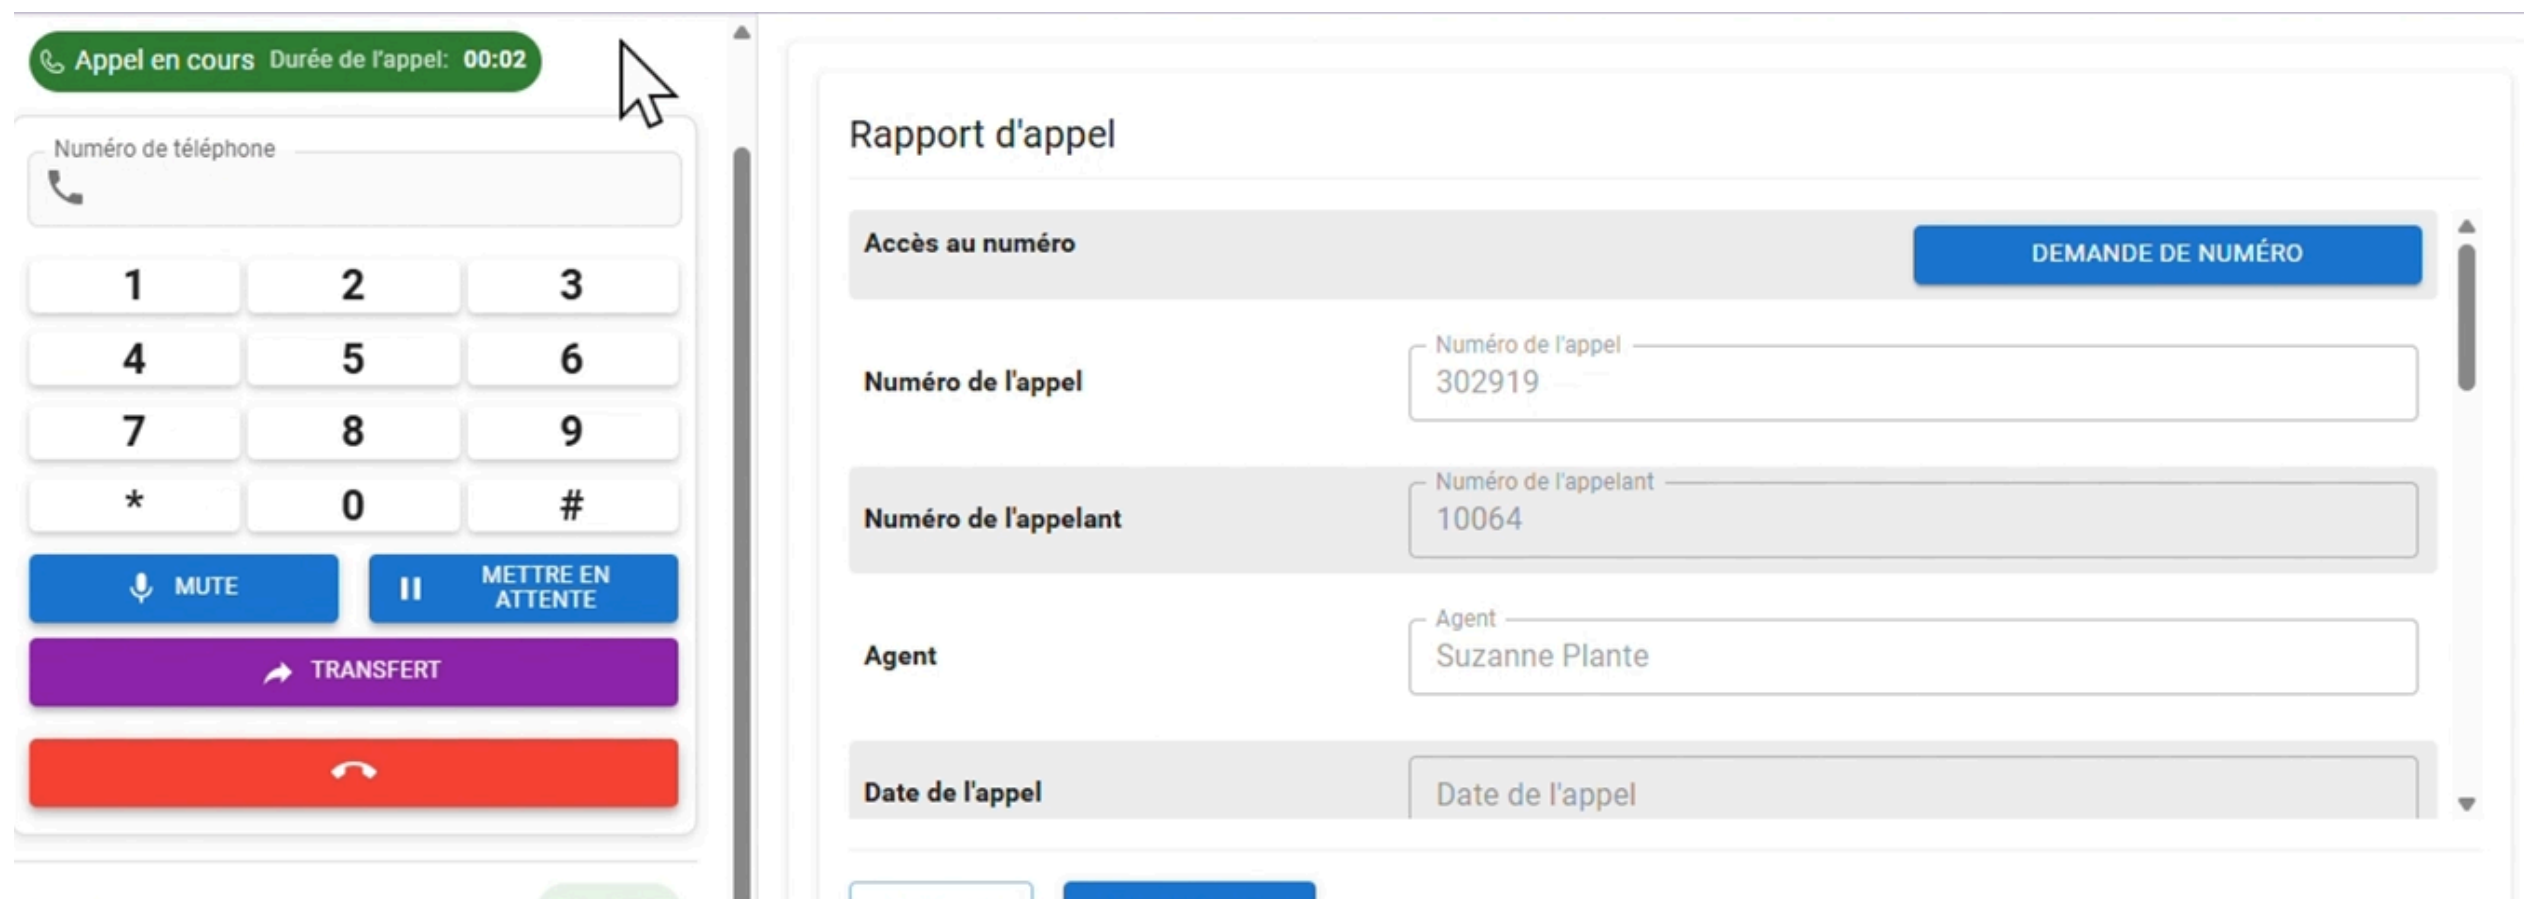 Appel en cours Durée de l'appel: 00:02
Numéro de téléphone
1 2 3
4 5 6
7 8 9
* 0 #
MUTE
METTRE EN
ATTENTE
TRANSFERT
Rapport d'appel
Accès au numéro
DEMANDE DE NUMÉRO
Numéro de l'appel
Numéro de l'appel
302919
Numéro de l'appelant
Numéro de l'appelant
10064
Agent
Agent
Suzanne Plante
Date de l'appel
Date de l'appel